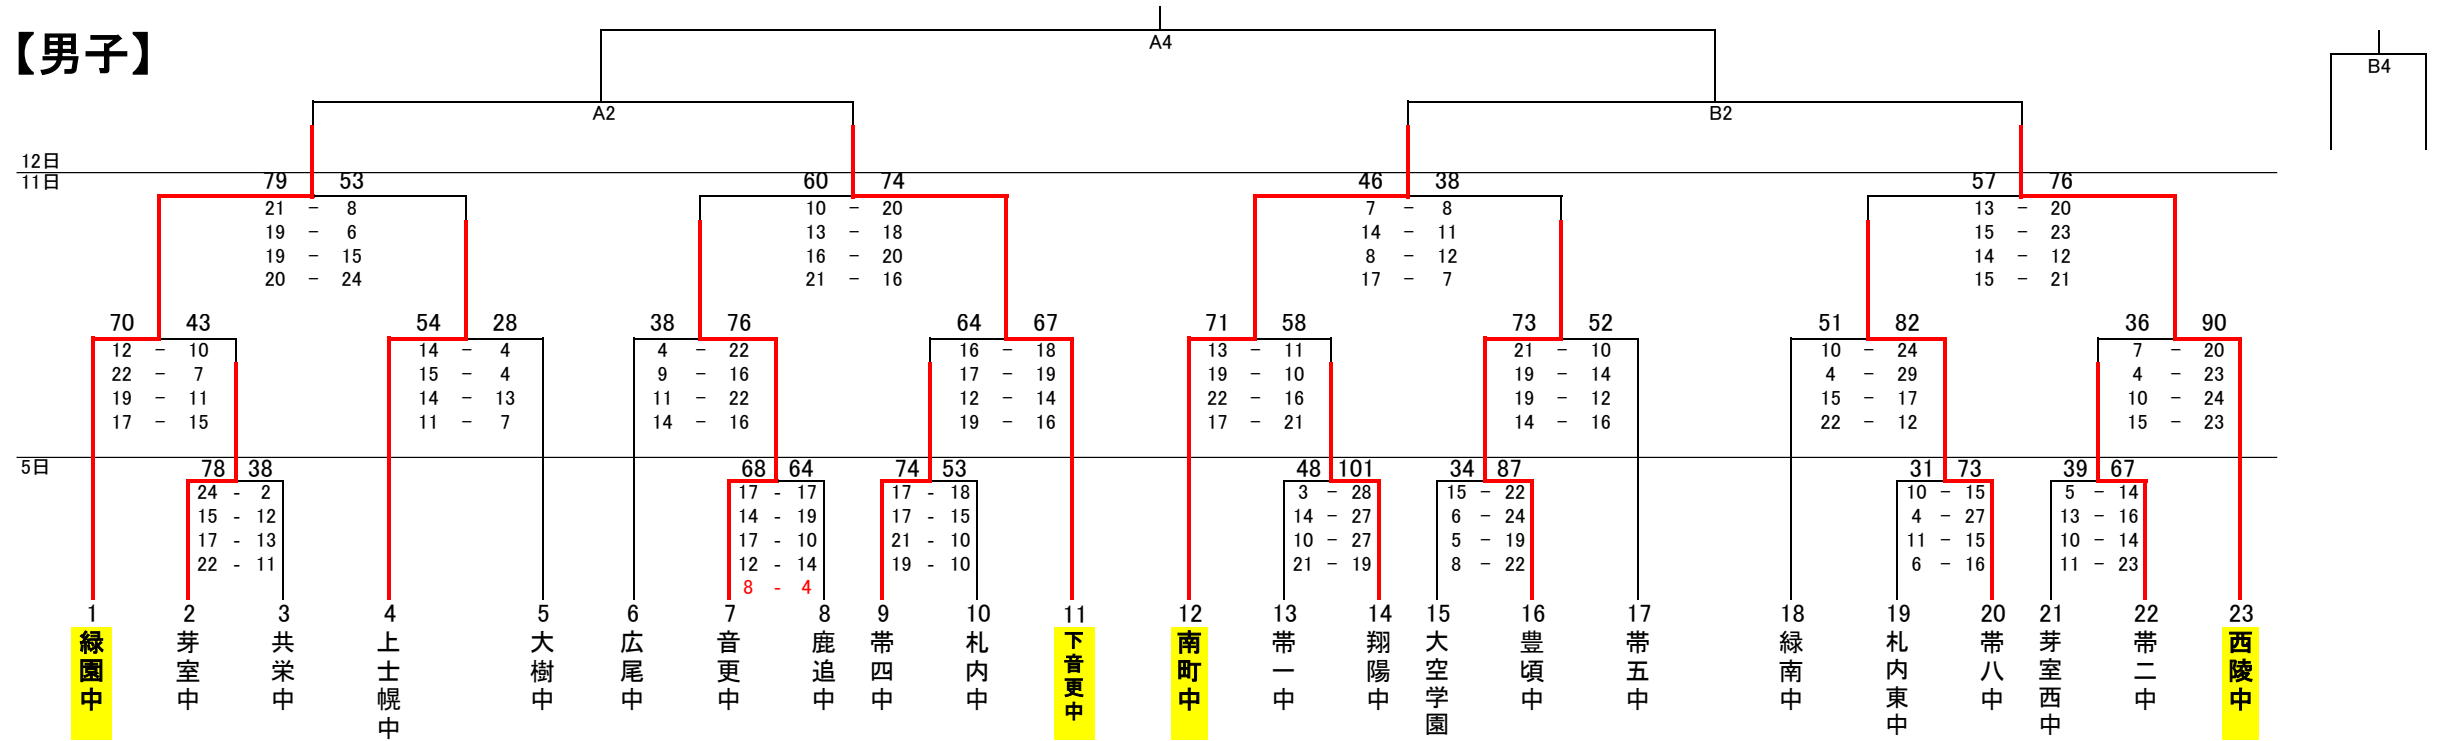 【男子】
A4
B4
A2 B2
12日
11日
79 53 60 74 46 38 57 76
21 - 8 10 - 20 7 - 8 13 - 20
19 - 6 13 - 18 14 - 11 15 - 23
19 - 15 16 - 20 8 - 12 14 - 12
20 - 24 21 - 16 17 - 7 15 - 21
70 43 54 28 38 76 64 67 71 58 73 52 51 82 36 90
12 - 10 14 - 4 4 - 22 16 - 18 13 - 11 21 - 10 10 - 24 7 - 20
22 - 7 15 - 4 9 - 16 17 - 19 19 - 10 19 - 14 4 - 29 4 - 23
19 - 11 14 - 13 11 - 22 12 - 14 22 - 16 19 - 12 15 - 17 10 - 24
17 - 15 11 - 7 14 - 16 19 - 16 17 - 21 14 - 16 22 - 12 15 - 23
5日
78 38 68 64 74 53 48 101 34 87 31 73 39 67
24 - 2 17 - 17 17 - 18 3 - 28 15 - 22 10 - 15 5 - 14
15 - 12 14 - 19 17 - 15 14 - 27 6 - 24 4 - 27 13 - 16
17 - 13 17 - 10 21 - 10 10 - 27 5 - 19 11 - 15 10 - 14
22 - 11 12 - 14 19 - 10 21 - 19 8 - 22 6 - 16 11 - 23
8 - 4
1 2 3 4 5 6 7 8 9 10 11 12 13 14 15 16 17 18 19 20 21 22 23
緑園中
芽室中
共栄中
上士幌中
大樹中
広尾中
音更中
鹿追中
帯四中
札内中
下音更中
南町中
帯一中
翔陽中
大空学園
豊頃中
帯五中
緑南中
札内東中
帯八中
芽室西中
帯二中
西陵中